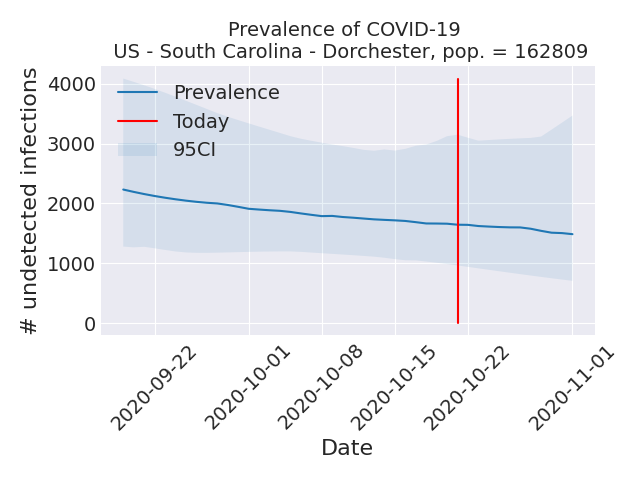 Prevalence of COVID-19
US - South Carolina - Dorchester, pop. = 162809
# undetected infections
4000
3000
2000
1000
0
Prevalence
Today
95CI
2020-09-22
2020-10-01
2020-10-08
2020-10-15
2020-10-22
2020-11-01
Date